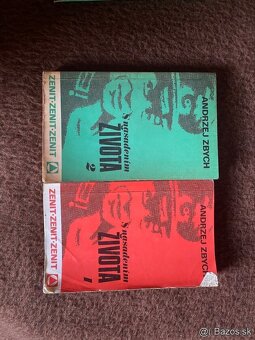 ZENIT·ZENIT·ZENIT
S nasadením
ŽIVOTA
2
ANDRZEJ ZBYCH
ZENIT·ZENIT·ZENIT
S nasadením
ŽIVOTA
1
ANDRZEJ ZBYCH
Bazos.sk